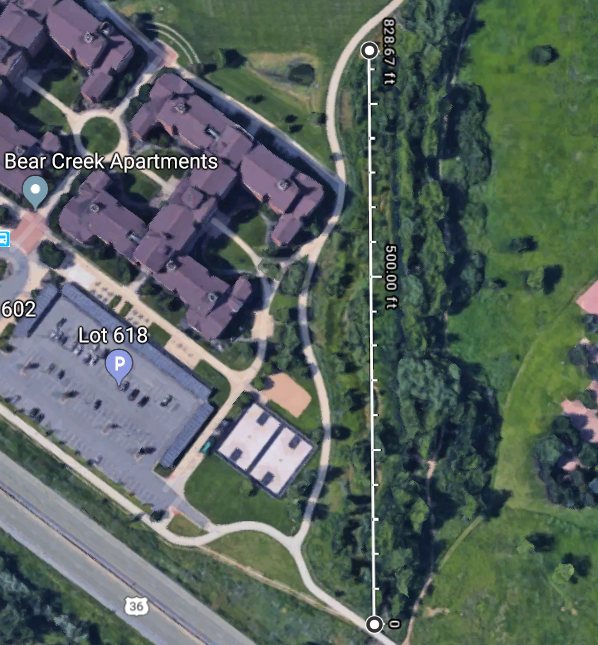 828.67 ft
Bear Creek Apartments
500.00 ft
602
Lot 618
P
36
0